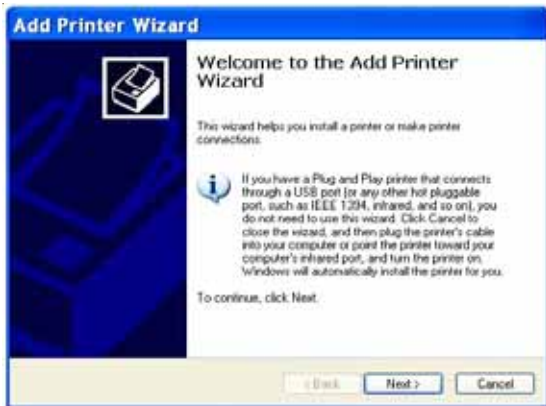 Add Printer Wizard
Welcome to the Add Printer
Wizard
This wizard helps you install a printer or make printer
connections.
If you have a Plug and Play printer that connects
through a USB port (or any other hot pluggable
port, such as IEEE 1394, infrared, and so on), you
do not need to use this wizard. Click Cancel to
close the wizard, and then plug the printer's cable
into your computer or point the printer toward your
computer's infrared port, and turn the printer on.
Windows will automatically install the printer for you.
To continue, click Next.
< Back Next > Cancel